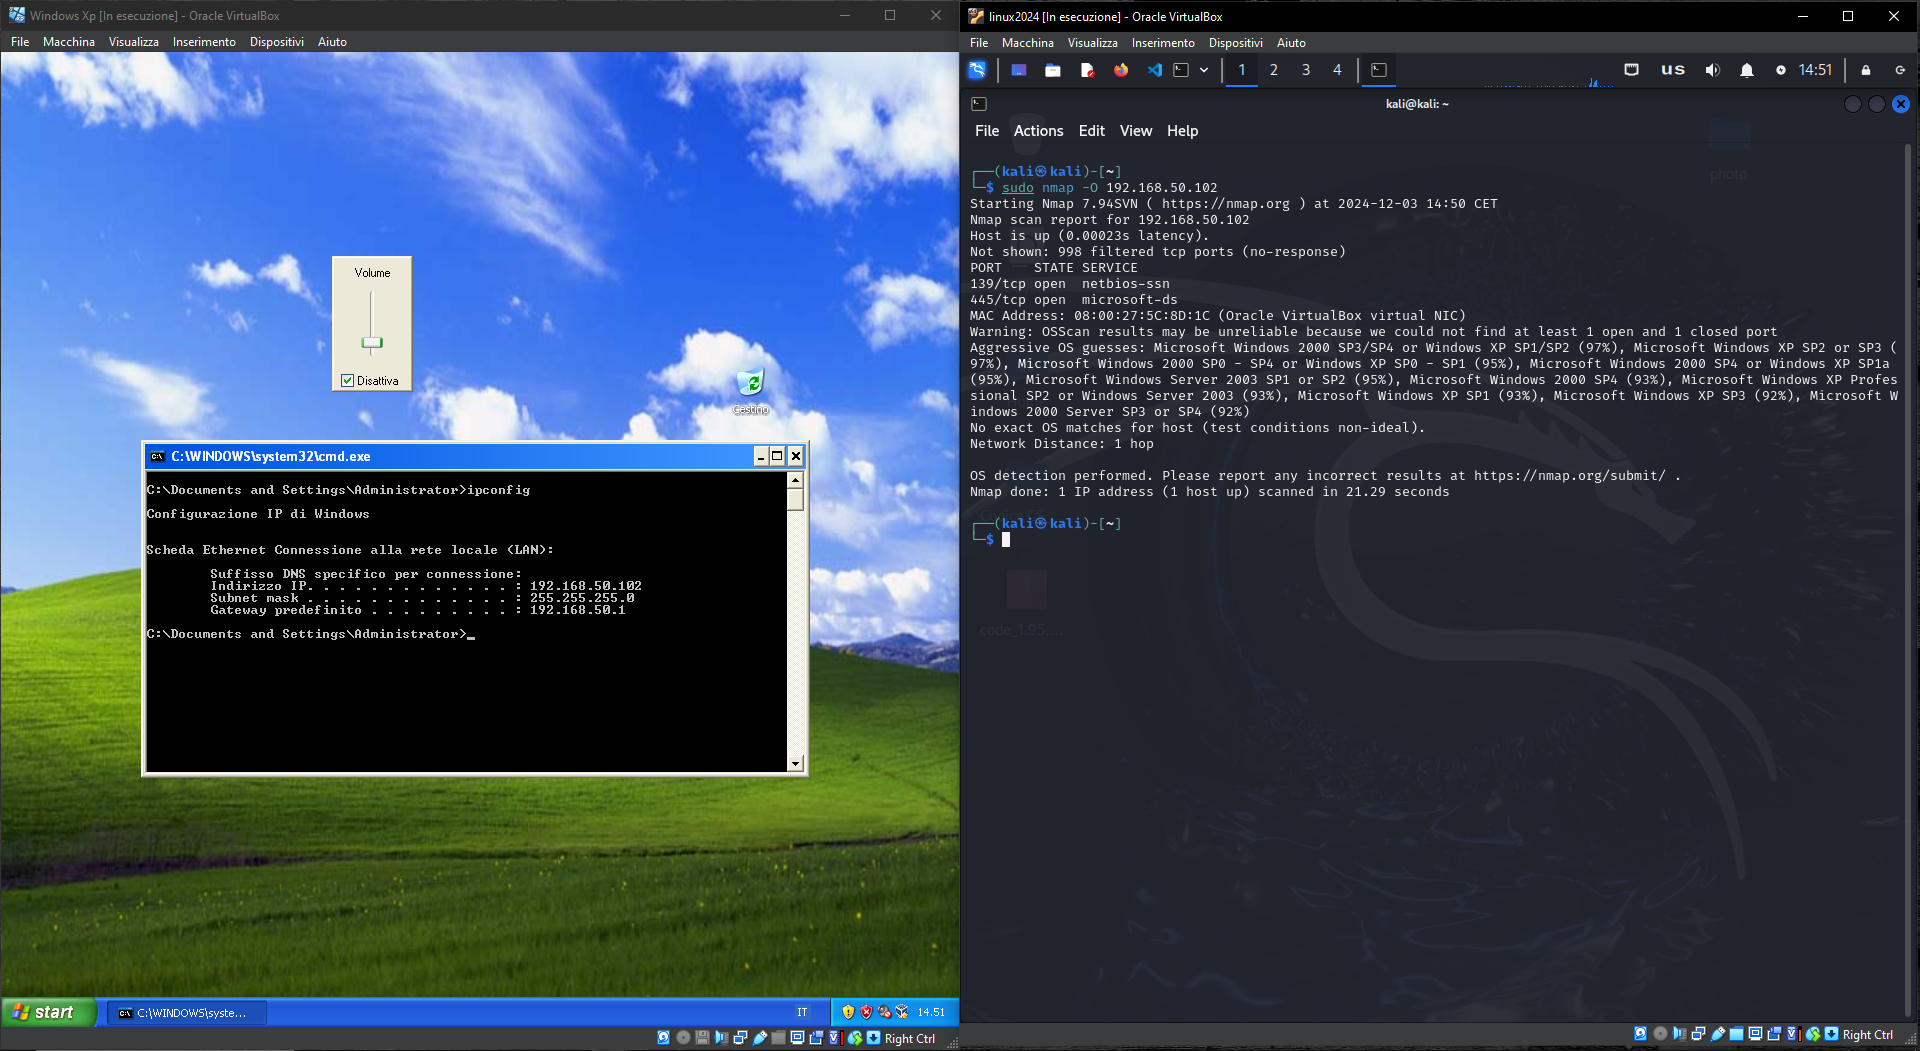 Windows Xp [In esecuzione] - Oracle VirtualBox
File Macchina Visualizza Inserimento Dispositivi Aiuto
Volume
Disattiva
Cestino
C:\WINDOWS\system32\cmd.exe
C:\Documents and Settings\Administrator>ipconfig
Configurazione IP di Windows
Scheda Ethernet Connessione alla rete locale (LAN):
Suffisso DNS specifico per connessione:
Indirizzo IP. . . . . . . . . . . . . : 192.168.50.102
Subnet mask . . . . . . . . . . . . . : 255.255.255.0
Gateway predefinito . . . . . . . . . : 192.168.50.1
C:\Documents and Settings\Administrator>_
start
C:\WINDOWS\syste...
IT
14.51
Right Ctrl
linux2024 [In esecuzione] - Oracle VirtualBox
File Macchina Visualizza Inserimento Dispositivi Aiuto
1 2 3 4
us
14:51
kali@kali: ~
File Actions Edit View Help
photo
┌──(kali㉿kali)-[~]
└─$ sudo nmap -O 192.168.50.102
Starting Nmap 7.94SVN ( https://nmap.org ) at 2024-12-03 14:50 CET
Nmap scan report for 192.168.50.102
Host is up (0.00023s latency).
Not shown: 998 filtered tcp ports (no-response)
PORT    STATE SERVICE
139/tcp open  netbios-ssn
445/tcp open  microsoft-ds
MAC Address: 08:00:27:5C:8D:1C (Oracle VirtualBox virtual NIC)
Warning: OSScan results may be unreliable because we could not find at least 1 open and 1 closed port
Aggressive OS guesses: Microsoft Windows 2000 SP3/SP4 or Windows XP SP1/SP2 (97%), Microsoft Windows XP SP2 or SP3 (
97%), Microsoft Windows 2000 SP0 - SP4 or Windows XP SP0 - SP1 (95%), Microsoft Windows 2000 SP4 or Windows XP SP1a
(95%), Microsoft Windows Server 2003 SP1 or SP2 (95%), Microsoft Windows 2000 SP4 (93%), Microsoft Windows XP Profes
sional SP2 or Windows Server 2003 (93%), Microsoft Windows XP SP1 (93%), Microsoft Windows XP SP3 (92%), Microsoft W
indows 2000 Server SP3 or SP4 (92%)
No exact OS matches for host (test conditions non-ideal).
Network Distance: 1 hop
OS detection performed. Please report any incorrect results at https://nmap.org/submit/ .
Nmap done: 1 IP address (1 host up) scanned in 21.29 seconds
┌──(kali㉿kali)-[~]
└─$
code_1.95....
Right Ctrl